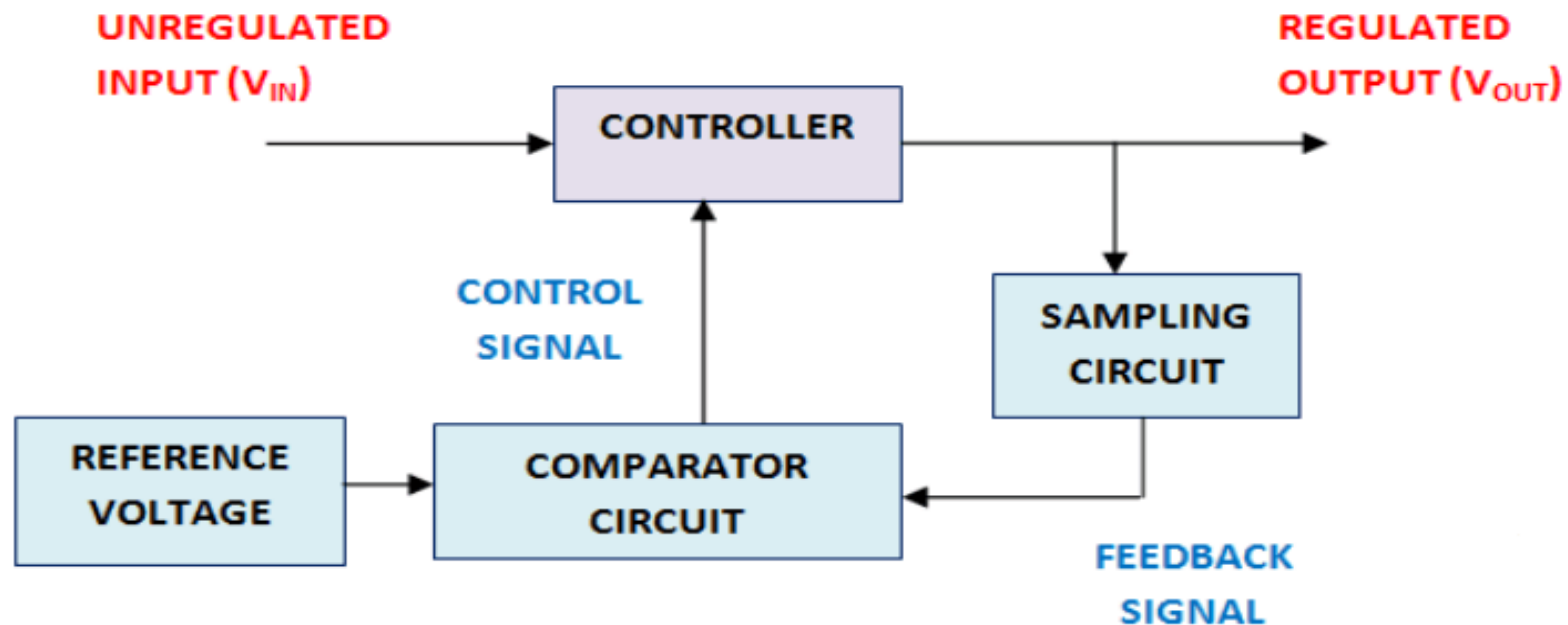 UNREGULATED
INPUT (VIN)
REGULATED
OUTPUT (VOUT)
CONTROLLER
CONTROL
SIGNAL
SAMPLING
CIRCUIT
REFERENCE
VOLTAGE
COMPARATOR
CIRCUIT
FEEDBACK
SIGNAL